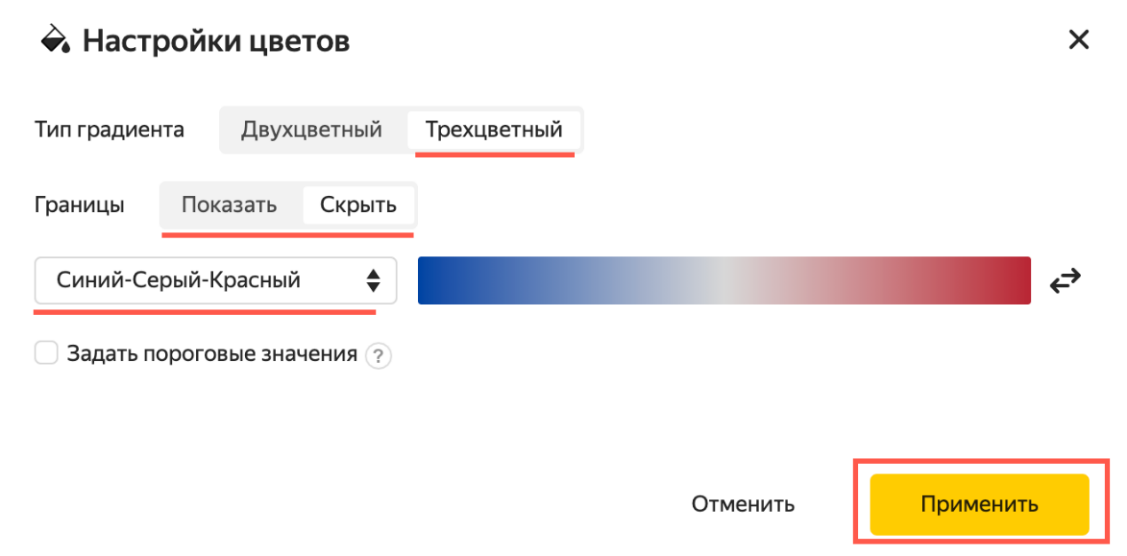 Настройки цветов
Тип градиента Двухцветный Трехцветный
Границы Показать Скрыть
Синий-Серый-Красный
Задать пороговые значения ?
Отменить Применить